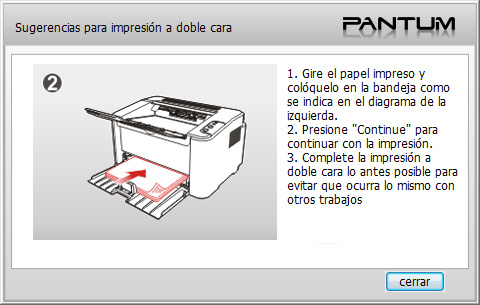 Sugerencias para impresión a doble cara
PANTUM
2
1. Gire el papel impreso y
colóquelo en la bandeja como
se indica en el diagrama de la
izquierda.
2. Presione "Continue" para
continuar con la impresión.
3. Complete la impresión a
doble cara lo antes posible para
evitar que ocurra lo mismo con
otros trabajos
cerrar